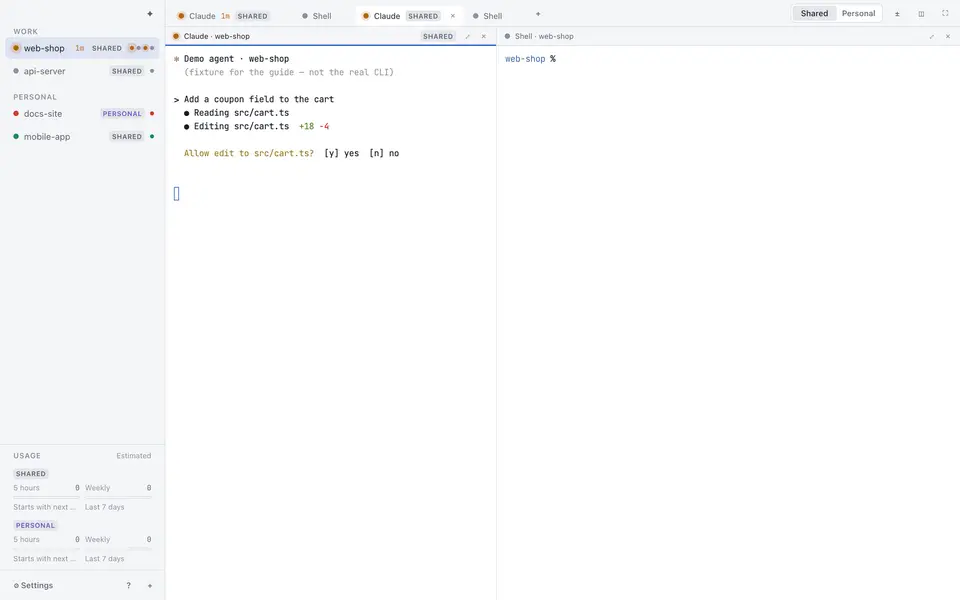 WORK
web-shop 1m SHARED
api-server SHARED
PERSONAL
docs-site PERSONAL
mobile-app SHARED
USAGE Estimated
SHARED
5 hours 0 Weekly 0
Starts with next ... Last 7 days
PERSONAL
5 hours 0 Weekly 0
Starts with next ... Last 7 days
Settings ? +
Claude 1m SHARED
Shell
Claude SHARED ×
Shell
+
Shared Personal
Claude · web-shop SHARED
✻ Demo agent · web-shop
(fixture for the guide — not the real CLI)
> Add a coupon field to the cart
● Reading src/cart.ts
● Editing src/cart.ts +18 -4
Allow edit to src/cart.ts? [y] yes [n] no
Shell · web-shop
web-shop %